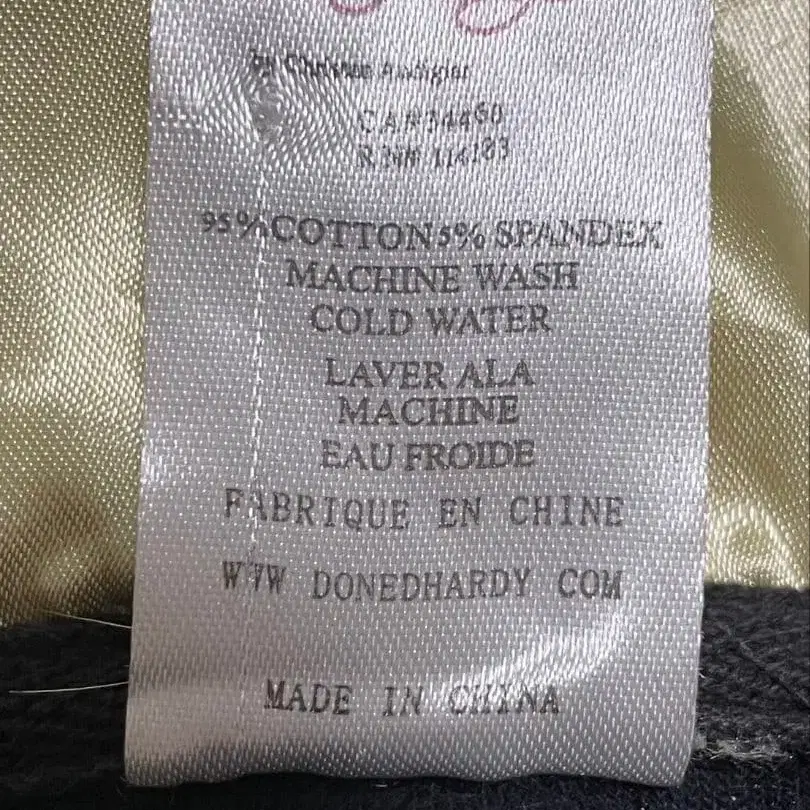 by Christian Audigier
CA#34460
RN# 114183
95%COTTON5% SPANDEX
MACHINE WASH
COLD WATER
LAVER ALA
MACHINE
EAU FROIDE
FABRIQUE EN CHINE
WWW DONEDHARDY COM
MADE IN CHINA